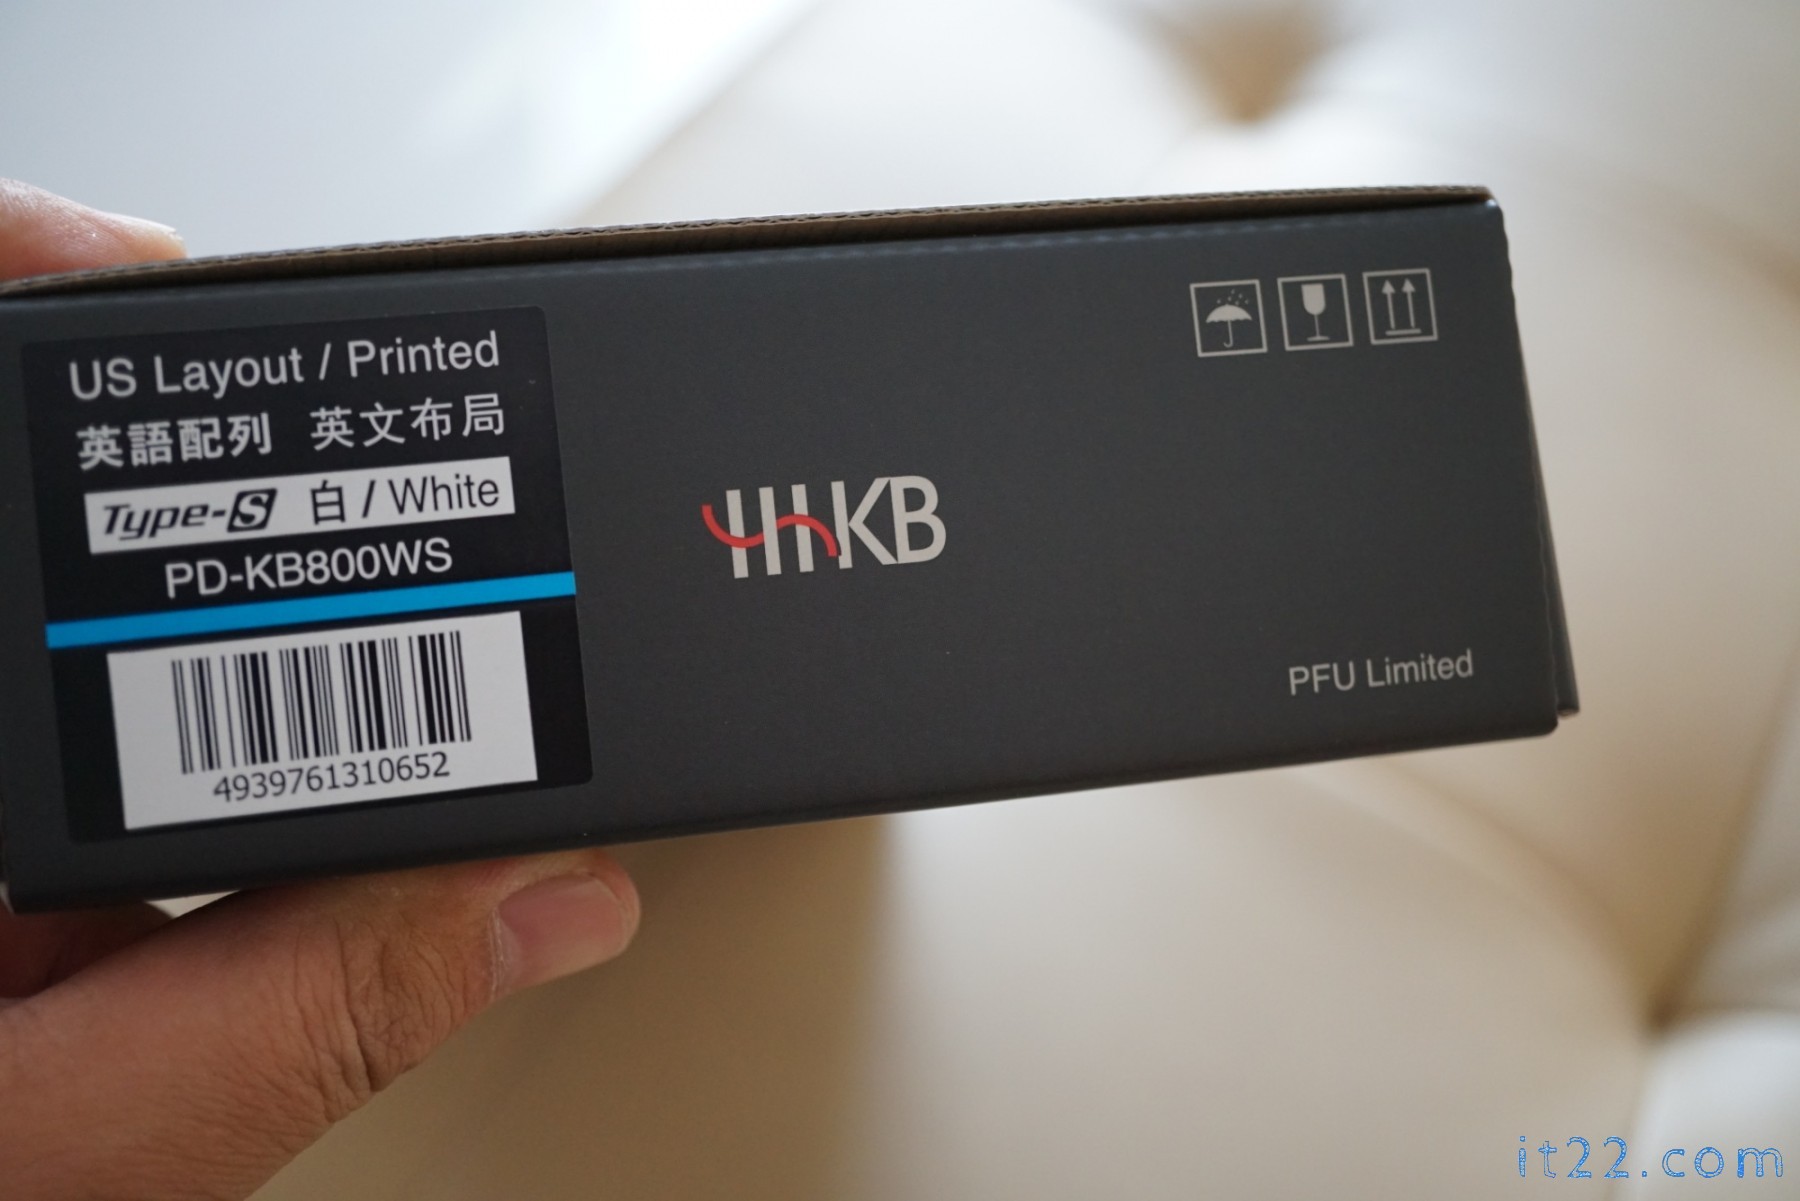 US Layout / Printed
英語配列 英文布局
Type-S 白 / White
PD-KB800WS
4939761310652
HHKB
PFU Limited
it22.com